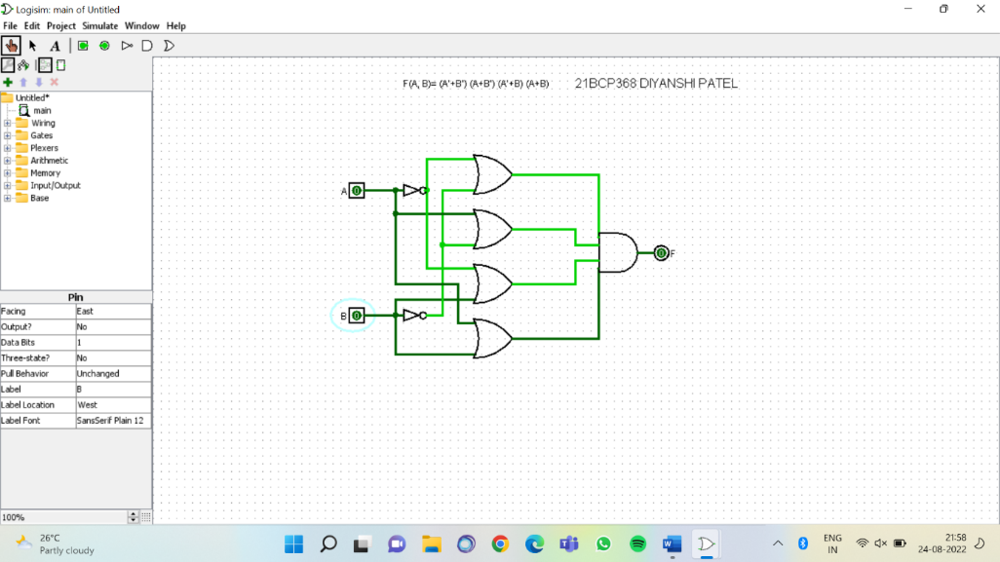 Logisim: main of Untitled
File Edit Project Simulate Window Help
A
F(A, B)= (A'+B') (A+B') (A'+B) (A+B) 21BCP368 DIYANSHI PATEL
Untitled*
main
Wiring
Gates
Plexers
Arithmetic
Memory
Input/Output
Base
A 0
0 F
B 0
Pin
Facing East
Output? No
Data Bits 1
Three-state? No
Pull Behavior Unchanged
Label B
Label Location West
Label Font SansSerif Plain 12
100%
26°C
Partly cloudy
ENG
IN
21:58
24-08-2022